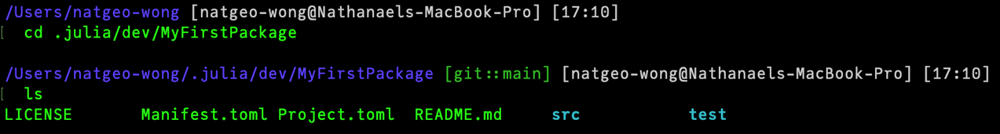 /Users/natgeo-wong [natgeo-wong@Nathanaels-MacBook-Pro] [17:10]
[ cd .julia/dev/MyFirstPackage
/Users/natgeo-wong/.julia/dev/MyFirstPackage [git::main] [natgeo-wong@Nathanaels-MacBook-Pro] [17:10]
[ ls
LICENSE Manifest.toml Project.toml README.md src test